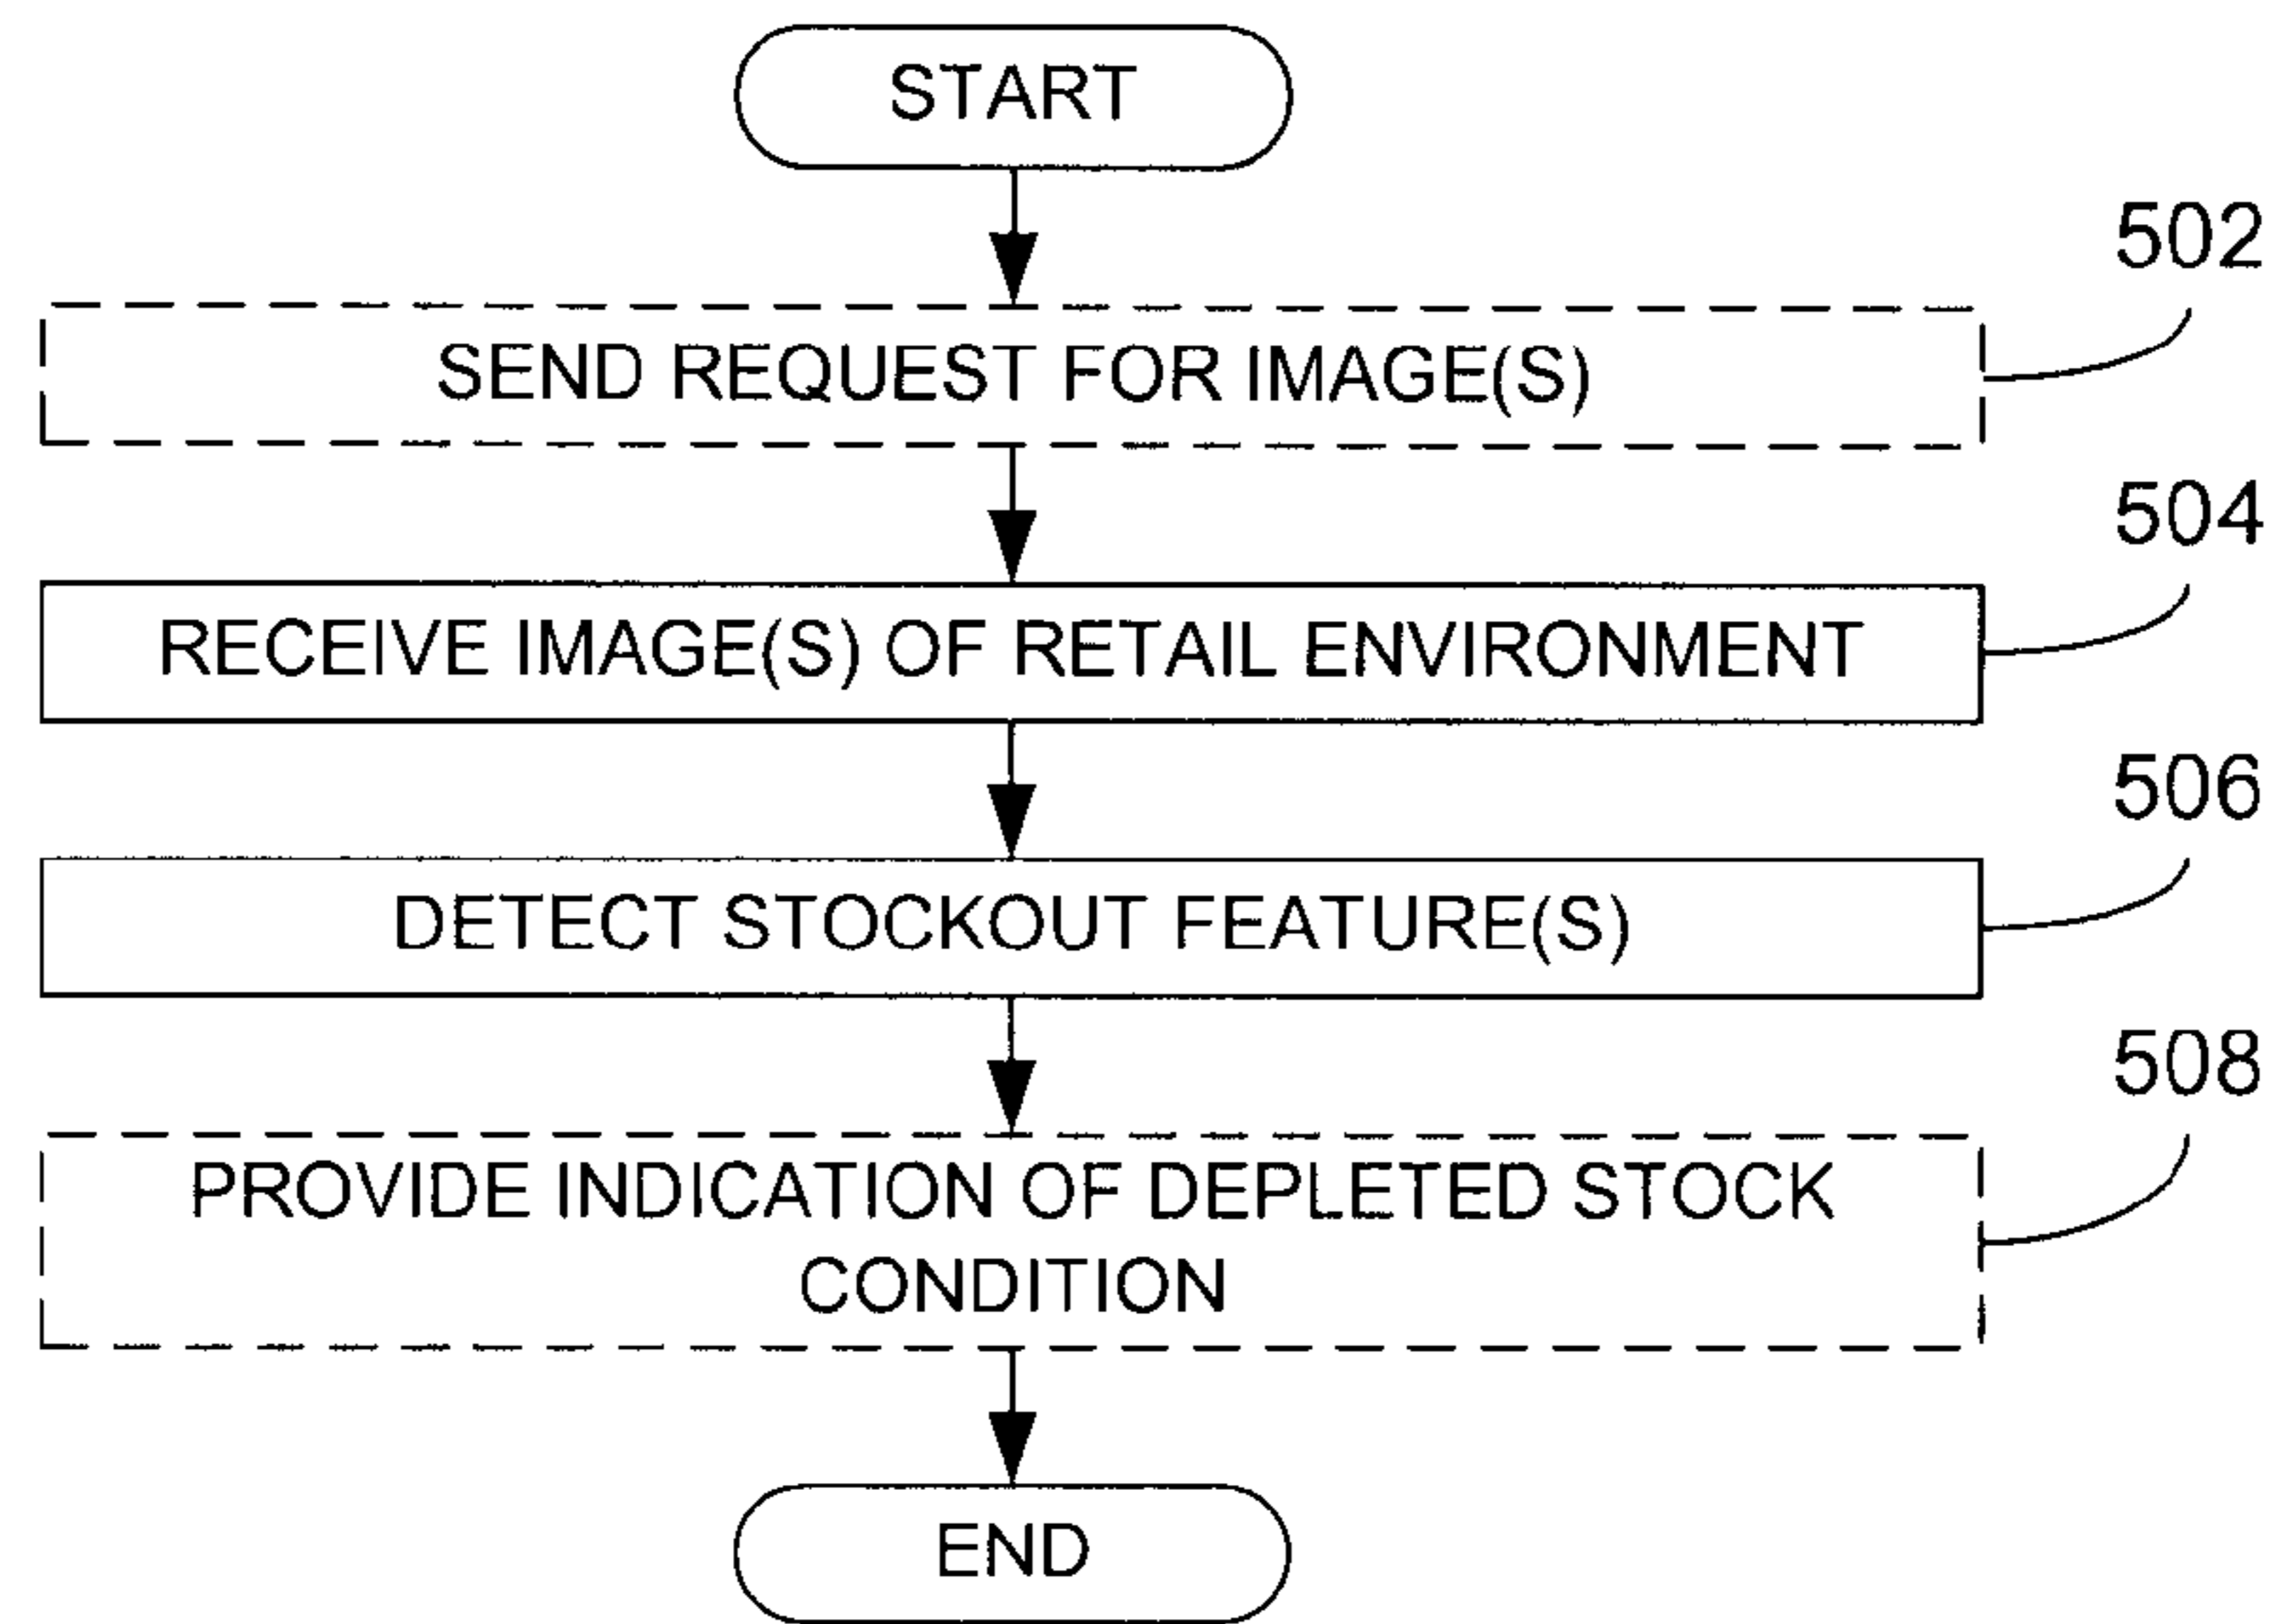 START
502
SEND REQUEST FOR IMAGE(S)
504
RECEIVE IMAGE(S) OF RETAIL ENVIRONMENT
506
DETECT STOCKOUT FEATURE(S)
508
PROVIDE INDICATION OF DEPLETED STOCK
CONDITION
END